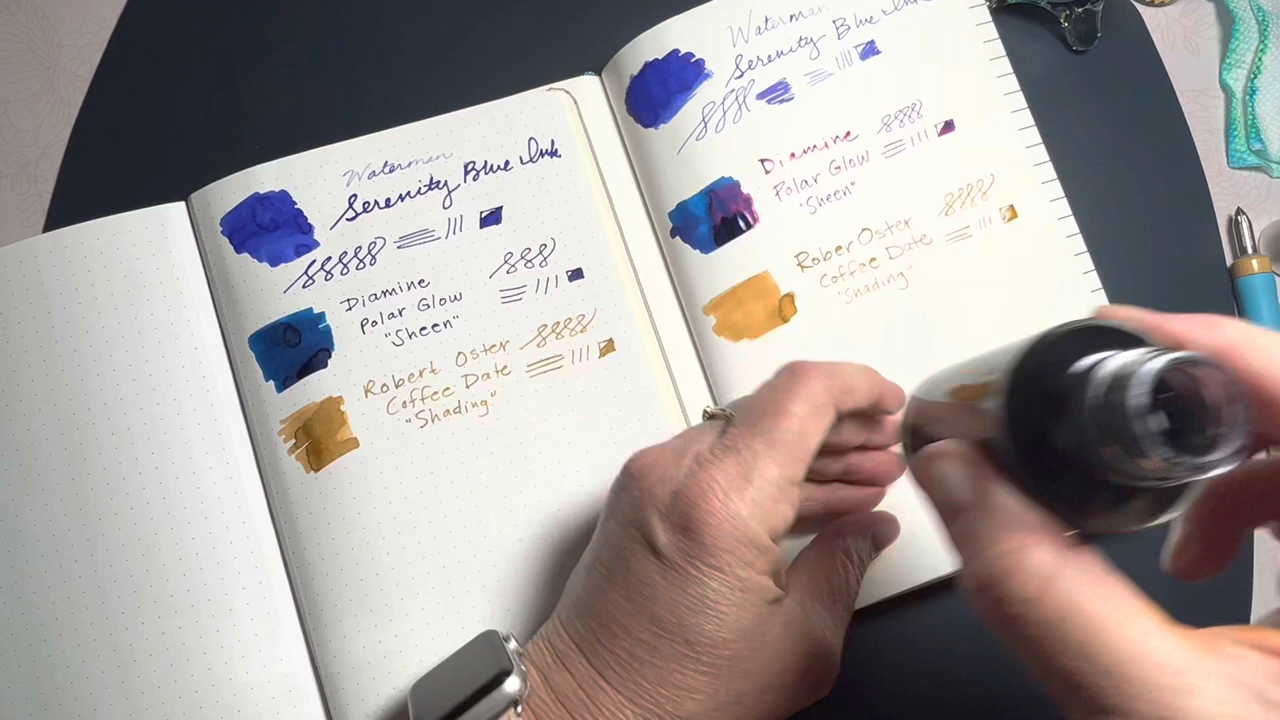 Waterman
Serenity Blue Ink
Diamine
Polar Glow
"Sheen"
Robert Oster
Coffee Date
"Shading"
Waterman
Serenity Blue Ink
Diamine
Polar Glow
"Sheen"
Rober Oster
Coffee Date
"Shading"